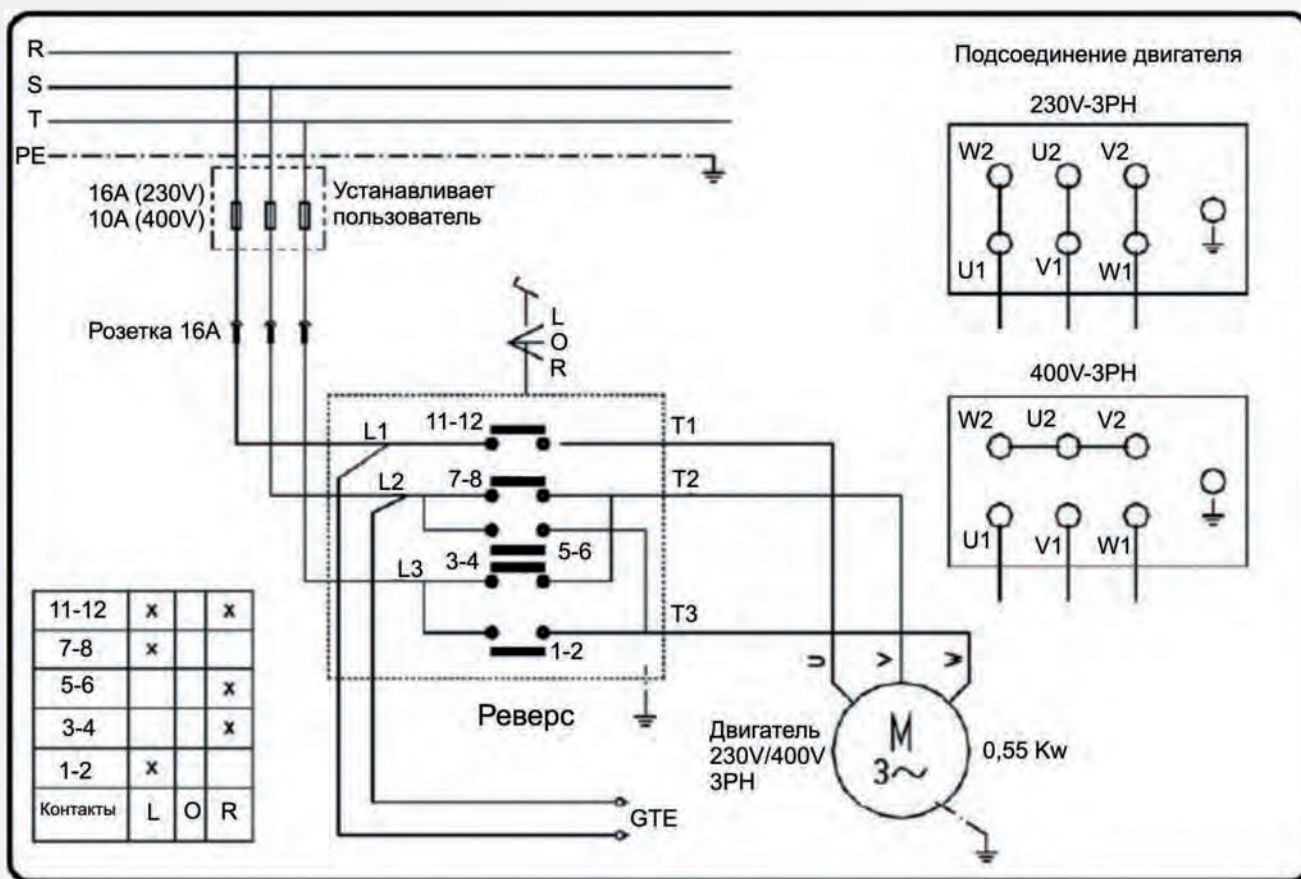 R
S
T
PE
16A (230V)
10A (400V)
Устанавливает
пользователь
Розетка 16A
L
O
R
L1
11-12
T1
L2
7-8
T2
L3
3-4
5-6
T3
1-2
Реверс
U
V
W
Двигатель
230V/400V
3PH
M
3~
0,55 Kw
GTE
11-12 x x
7-8 x
5-6 x
3-4 x
1-2 x
Контакты L O R
Подсоединение двигателя
230V-3PH
W2 U2 V2
U1 V1 W1
400V-3PH
W2 U2 V2
U1 V1 W1